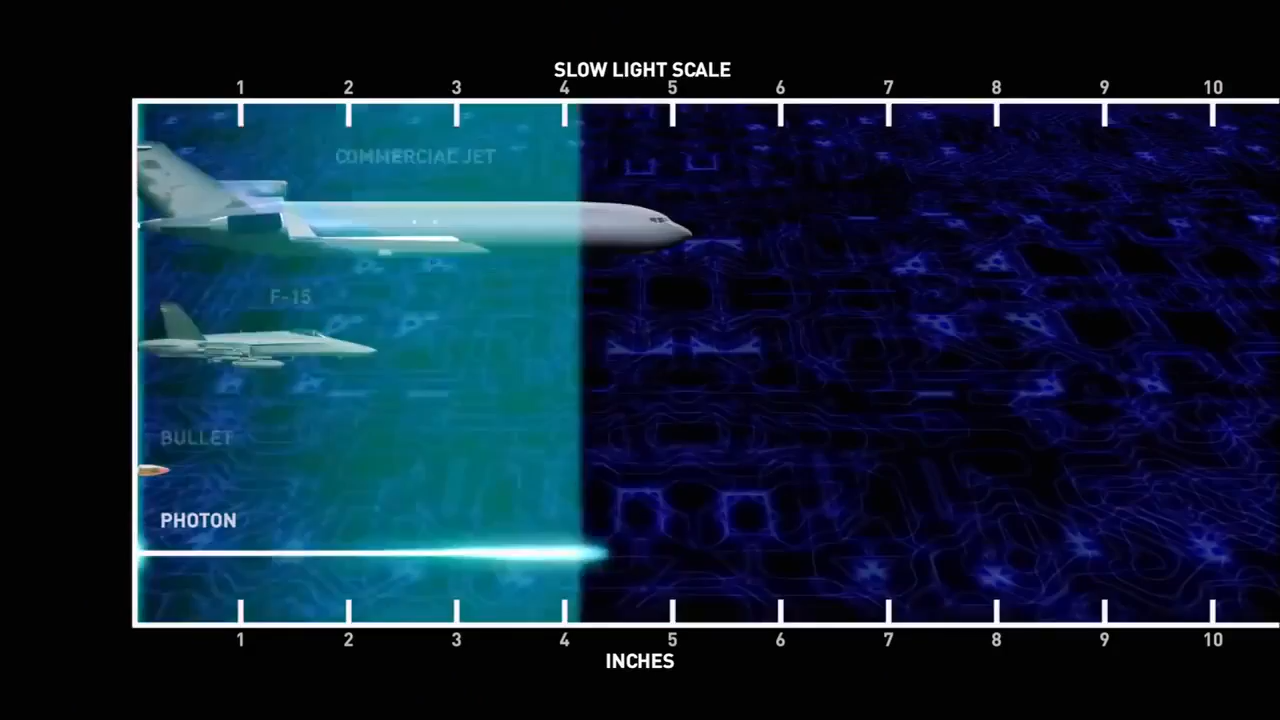 SLOW LIGHT SCALE
1 2 3 4 5 6 7 8 9 10
COMMERCIAL JET
F-15
BULLET
PHOTON
1 2 3 4 5 6 7 8 9 10
INCHES